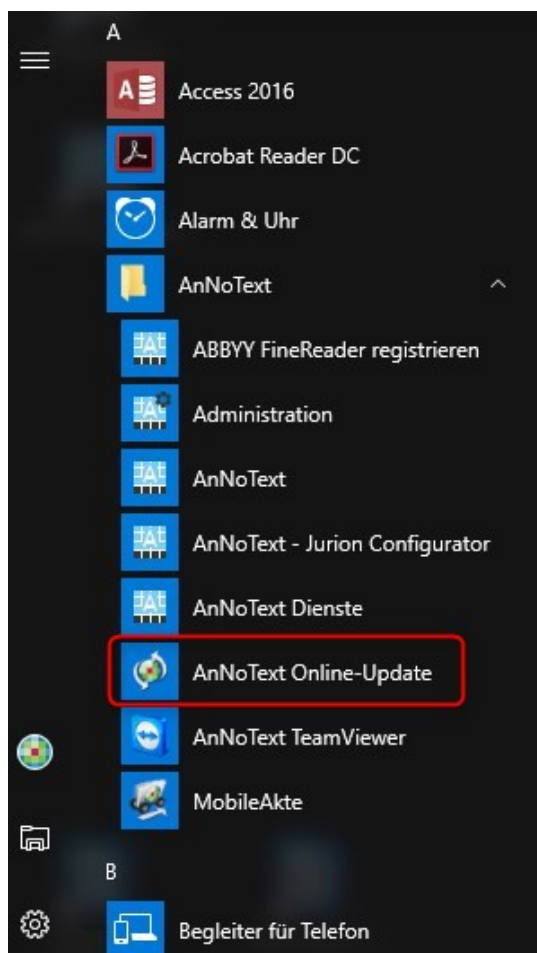 A
Access 2016
Acrobat Reader DC
Alarm & Uhr
AnNoText
ABBYY FineReader registrieren
Administration
AnNoText
AnNoText - Jurion Configurator
AnNoText Dienste
AnNoText Online-Update
AnNoText TeamViewer
MobileAkte
B
Begleiter für Telefon